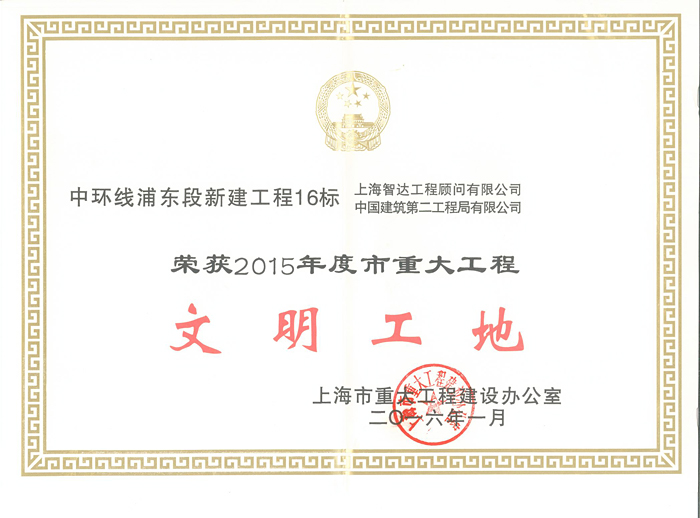 中环线浦东段新建工程16标
上海智达工程顾问有限公司
中国建筑第二工程局有限公司
荣获2015年度市重大工程
文明工地
上海市重大工程建设办公室
二〇一六年一月